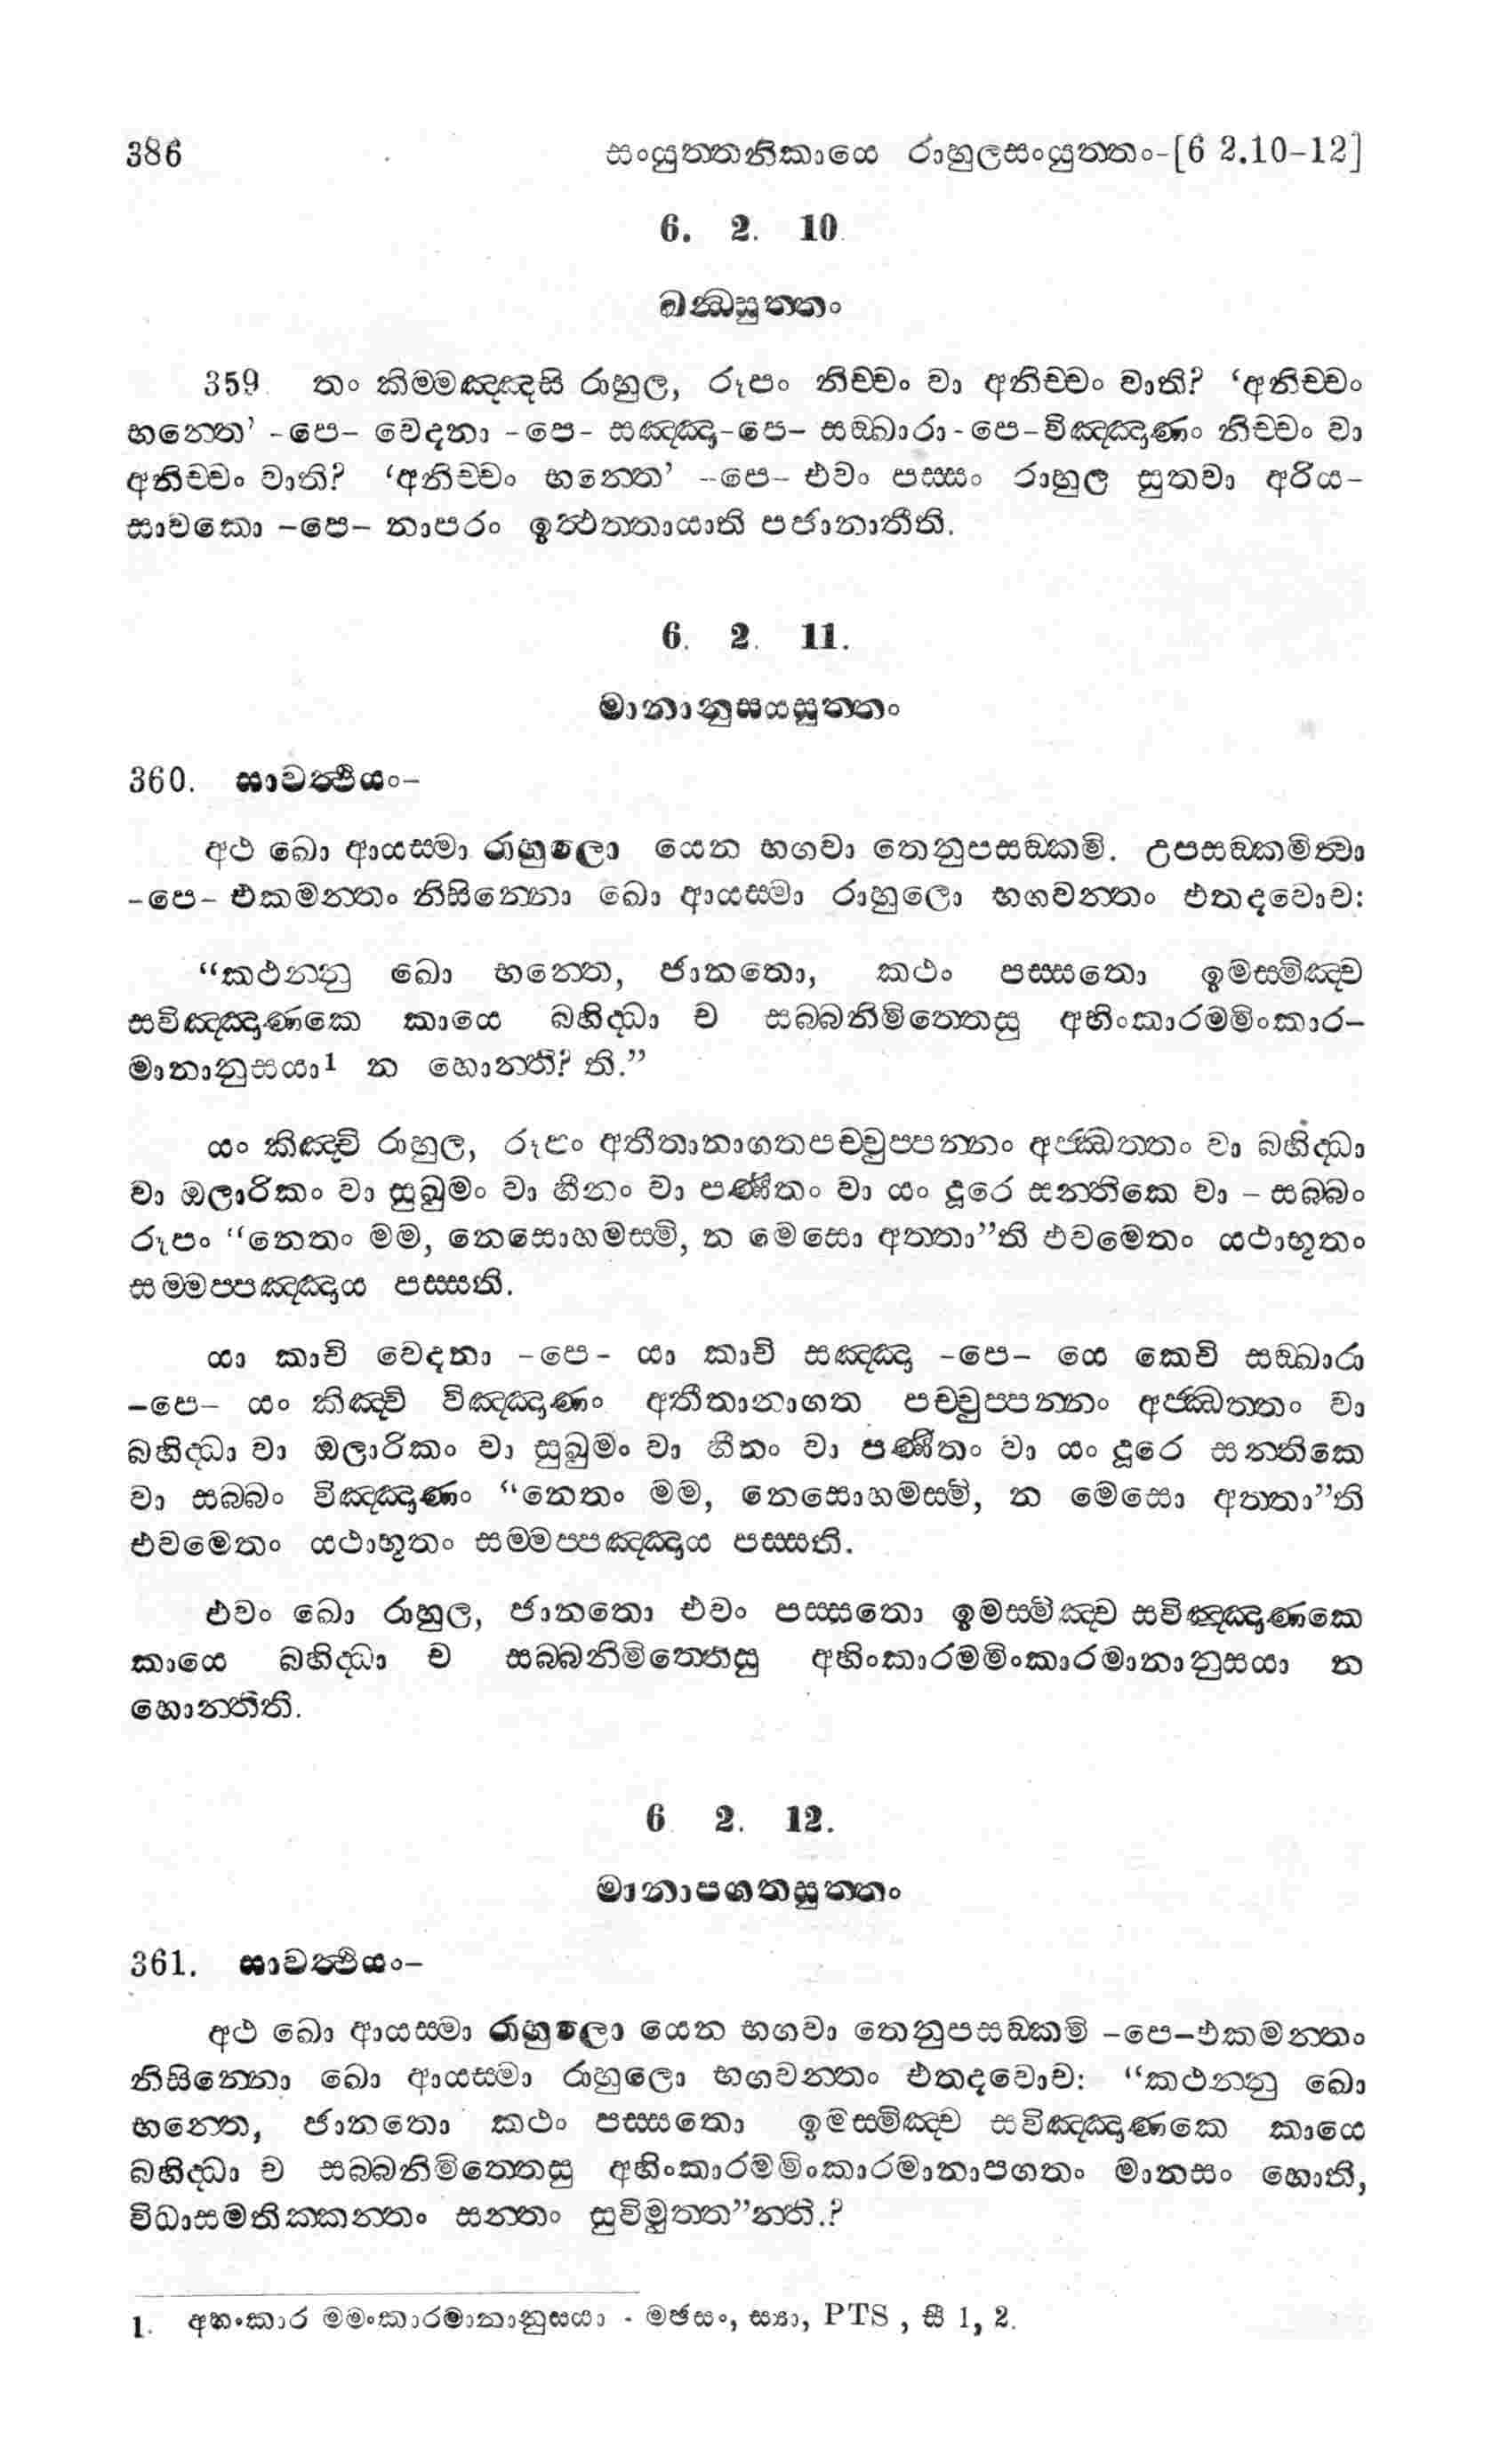 386 සංයුත්තනිකායෙ රාහුලසංයුත්තං-[6 2.10-12]
6. 2. 10
ඛන්ධසුත්තං
359 තං කිම්මඤ්ඤසි රාහුල, රූපං නිච්චං වා අනිච්චං වාති? ‘අනිච්චං
භන්තෙ’ -පෙ- වෙදනා -පෙ- සඤ්ඤා-පෙ- සඞ්ඛාරා-පෙ-විඤ්ඤාණං නිච්චං වා
අනිච්චං වාති? ‘අනිච්චං භන්තෙ’ -පෙ- එවං පස්සං රාහුල සුතවා අරිය-
සාවකො -පෙ- නාපරං ඉත්ථත්තායාති පජානාතීති.
6. 2. 11.
මානානුසයසුත්තං
360. සාවත්ථියං-
අථ ඛො ආයස්මා රාහුලො යෙන භගවා තෙනුපසඞ්කමි. උපසඞ්කමිත්වා
-පෙ- එකමන්තං නිසින්නො ඛො ආයස්මා රාහුලො භගවන්තං එතදවොච:
“කථන්නු ඛො භන්තෙ, ජානතො, කථං පස්සතො ඉමස්මිඤ්ච
සවිඤ්ඤාණකෙ කායෙ බහිද්ධා ච සබ්බනිමිත්තෙසු අහිංකාරමමිංකාර-
මානානුසයා1 න හොන්ති? ති.”
යං කිඤ්චි රාහුල, රූපං අතීතානාගතපච්චුප්පන්නං අජ්ඣත්තං වා බහිද්ධා
වා ඔලාරිකං වා සුඛුමං වා හීනං වා පණීතං වා යං දූරෙ සන්තිකෙ වා - සබ්බං
රූපං “නෙතං මම, නෙසොහමස්මි, න මෙසො අත්තා”ති එවමෙතං යථාභූතං
සම්මප්පඤ්ඤාය පස්සති.
යා කාචි වෙදනා -පෙ- යා කාචි සඤ්ඤා -පෙ- යෙ කෙචි සඞ්ඛාරා
-පෙ- යං කිඤ්චි විඤ්ඤාණං අතීතානාගත පච්චුප්පන්නං අජ්ඣත්තං වා
බහිද්ධා වා ඔලාරිකං වා සුඛුමං වා හීනං වා පණීතං වා යං දූරෙ සන්තිකෙ
වා සබ්බං විඤ්ඤාණං “නෙතං මම, නෙසොහමස්මි, න මෙසො අත්තා”ති
එවමෙතං යථාභූතං සම්මප්පඤ්ඤාය පස්සති.
එවං ඛො රාහුල, ජානතො එවං පස්සතො ඉමස්මිඤ්ච සවිඤ්ඤාණකෙ
කායෙ බහිද්ධා ච සබ්බනිමිත්තෙසු අහිංකාරමමිංකාරමානානුසයා න
හොන්තීති.
6 2. 12.
මානාපගතසුත්තං
361. සාවත්ථියං-
අථ ඛො ආයස්මා රාහුලො යෙන භගවා තෙනුපසඞ්කමි -පෙ-එකමන්තං
නිසින්නො ඛො ආයස්මා රාහුලො භගවන්තං එතදවොච: “කථන්නු ඛො
භන්තෙ, ජානතො කථං පස්සතො ඉමස්මිඤ්ච සවිඤ්ඤාණකෙ කායෙ
බහිද්ධා ච සබ්බනිමිත්තෙසු අහිංකාරමමිංකාරමානාපගතං මානසං හොති,
විධාසමතික්කන්තං සන්තං සුවිමුත්ත”න්ති.?
1. අහංකාර මමංකාරමානානුසයා - මඡසං, ස්‍යා, PTS , සී 1, 2.